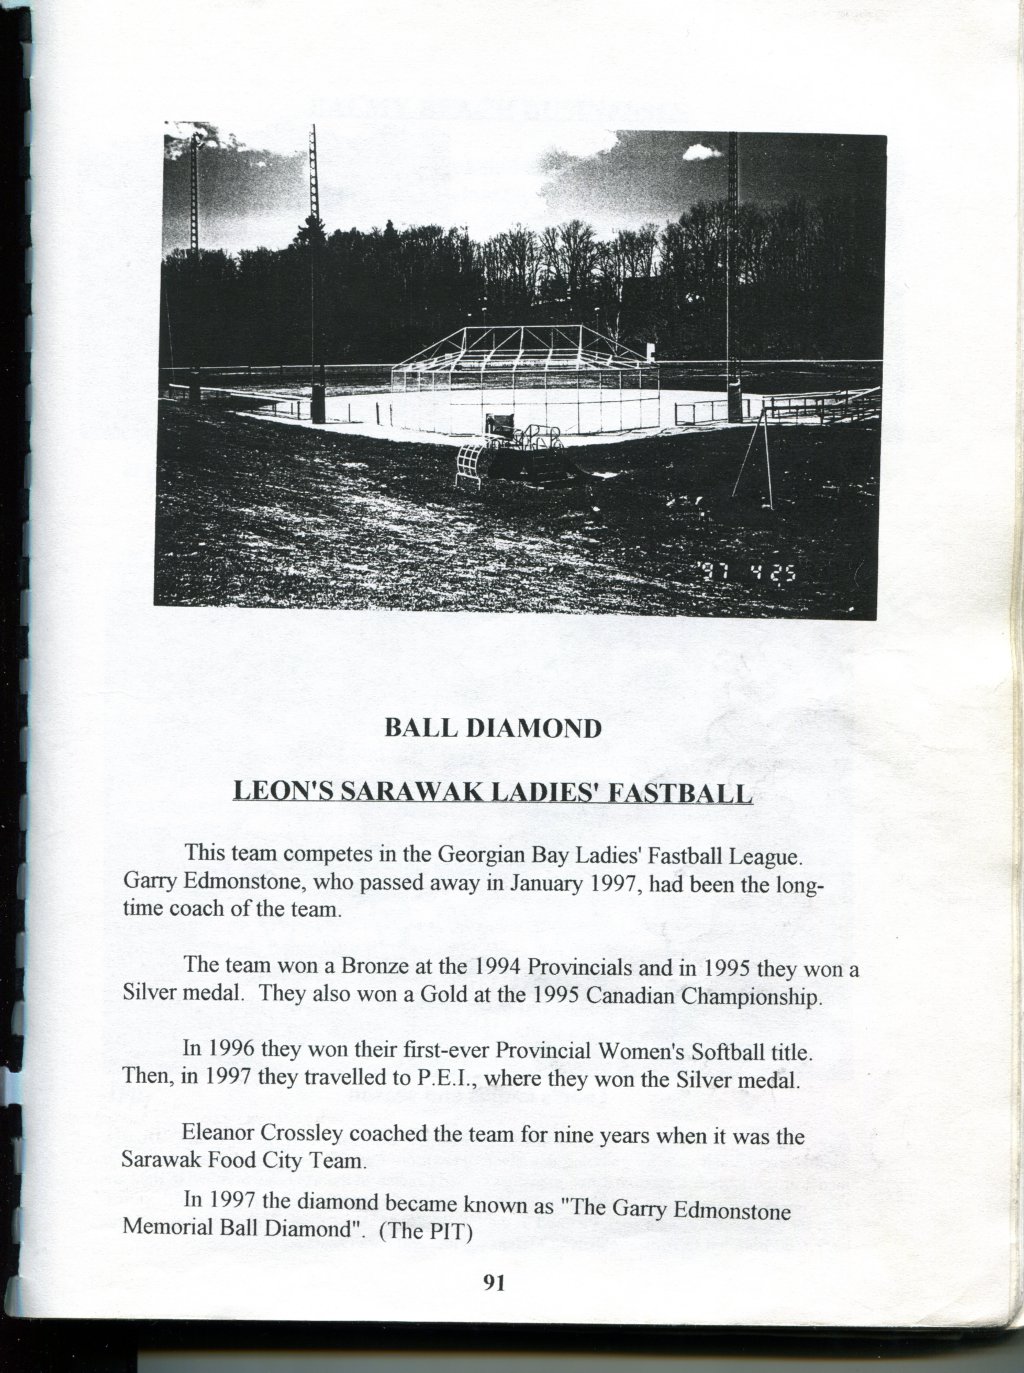 '97 4 25
BALL DIAMOND
LEON'S SARAWAK LADIES' FASTBALL
This team competes in the Georgian Bay Ladies' Fastball League.
Garry Edmonstone, who passed away in January 1997, had been the long-
time coach of the team.
The team won a Bronze at the 1994 Provincials and in 1995 they won a
Silver medal. They also won a Gold at the 1995 Canadian Championship.
In 1996 they won their first-ever Provincial Women's Softball title.
Then, in 1997 they travelled to P.E.I., where they won the Silver medal.
Eleanor Crossley coached the team for nine years when it was the
Sarawak Food City Team.
In 1997 the diamond became known as "The Garry Edmonstone
Memorial Ball Diamond". (The PIT)
91